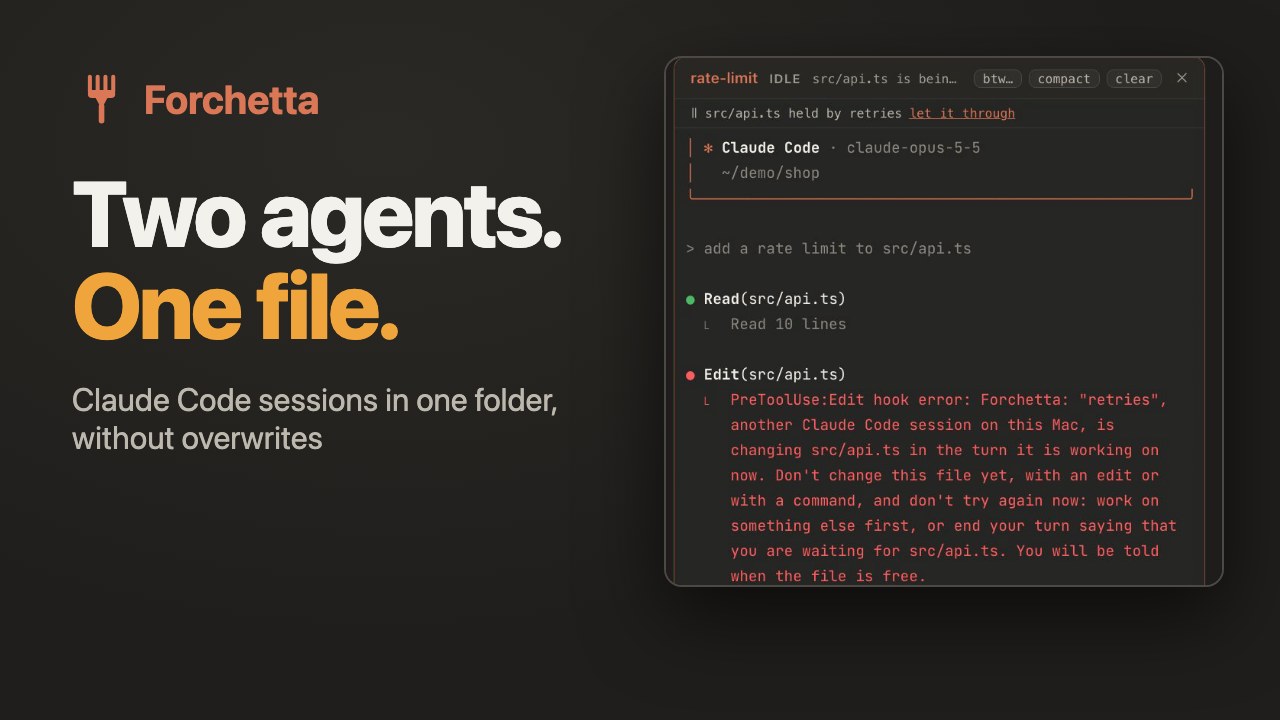 Forchetta
Two agents.
One file.
Claude Code sessions in one folder,
without overwrites
rate-limit IDLE src/api.ts is bein… btw… compact clear ✕
‖ src/api.ts held by retries let it through
✻ Claude Code · claude-opus-5-5
~/demo/shop
> add a rate limit to src/api.ts
● Read(src/api.ts)
└ Read 10 lines
● Edit(src/api.ts)
└ PreToolUse:Edit hook error: Forchetta: "retries",
another Claude Code session on this Mac, is
changing src/api.ts in the turn it is working on
now. Don't change this file yet, with an edit or
with a command, and don't try again now: work on
something else first, or end your turn saying that
you are waiting for src/api.ts. You will be told
when the file is free.